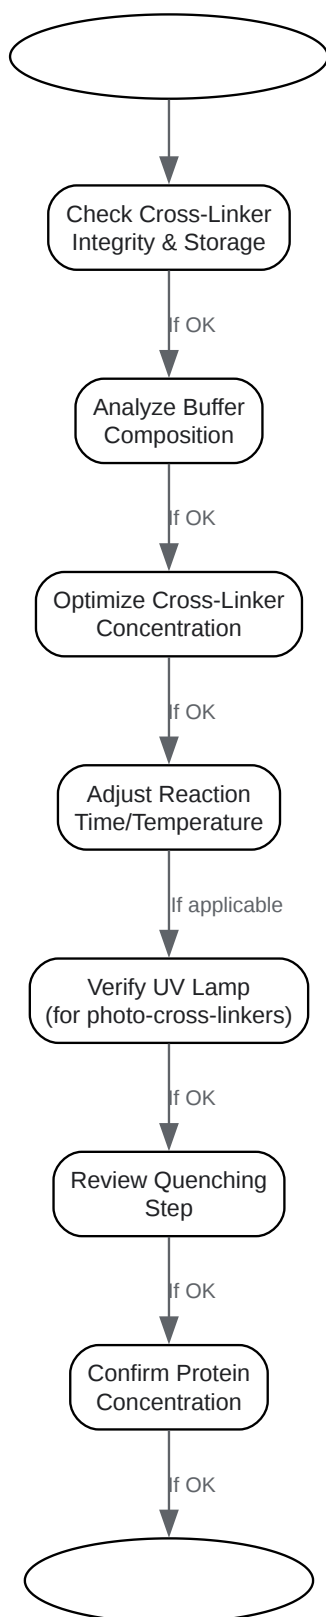 Check Cross-Linker
Integrity & Storage
If OK
Analyze Buffer
Composition
If OK
Optimize Cross-Linker
Concentration
If OK
Adjust Reaction
Time/Temperature
If applicable
Verify UV Lamp
(for photo-cross-linkers)
If OK
Review Quenching
Step
If OK
Confirm Protein
Concentration
If OK